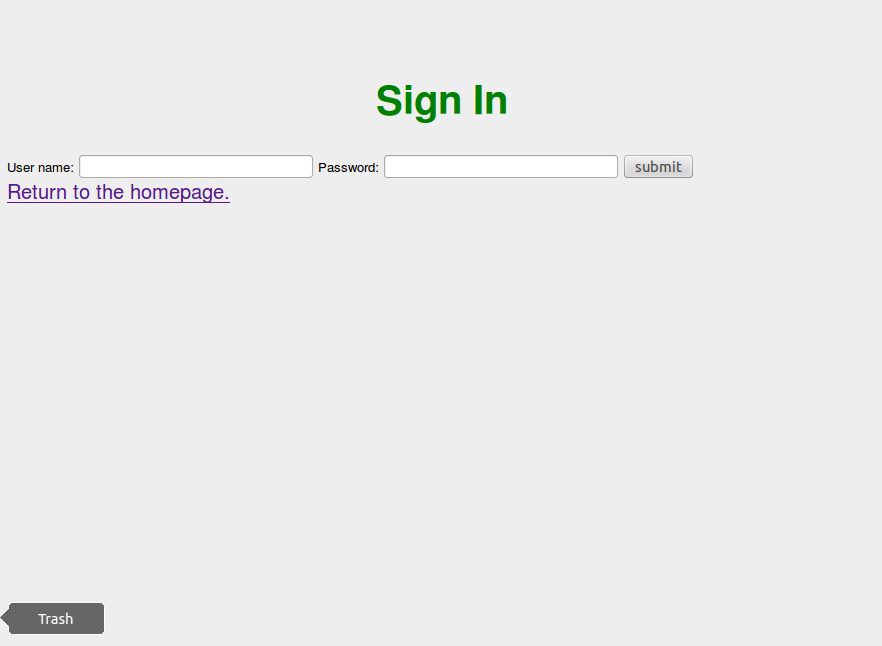 Sign In
User name: Password: submit
Return to the homepage.
Trash